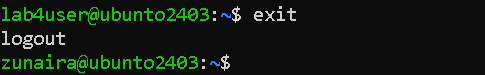 lab4user@ubunto2403:~$ exit
logout
zunaira@ubunto2403:~$